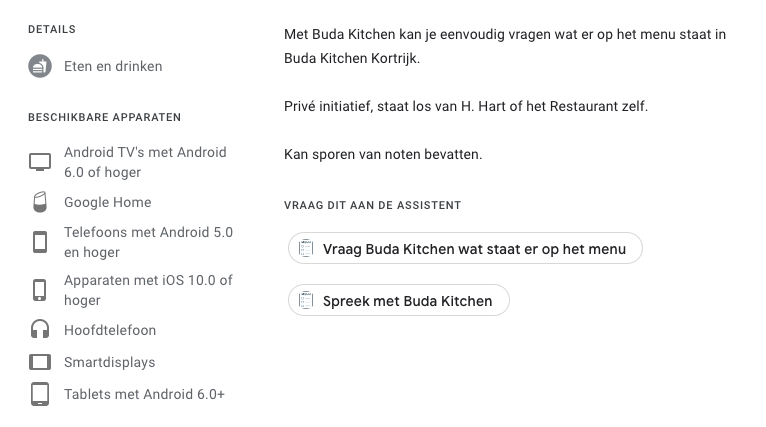 DETAILS
Eten en drinken
BESCHIKBARE APPARATEN
Android TV's met Android
6.0 of hoger
Google Home
Telefoons met Android 5.0
en hoger
Apparaten met iOS 10.0 of
hoger
Hoofdtelefoon
Smartdisplays
Tablets met Android 6.0+
Met Buda Kitchen kan je eenvoudig vragen wat er op het menu staat in
Buda Kitchen Kortrijk.
Privé initiatief, staat los van H. Hart of het Restaurant zelf.
Kan sporen van noten bevatten.
VRAAG DIT AAN DE ASSISTENT
Vraag Buda Kitchen wat staat er op het menu
Spreek met Buda Kitchen